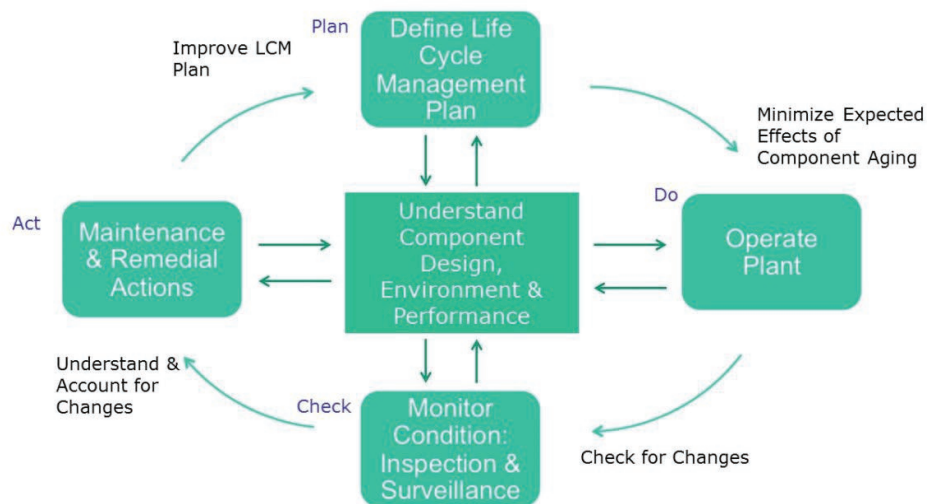 Plan
Define Life
Cycle
Management
Plan
Improve LCM
Plan
Minimize Expected
Effects of
Component Aging
Do
Operate
Plant
Act
Maintenance
& Remedial
Actions
Understand
Component
Design,
Environment &
Performance
Understand &
Account for
Changes
Check
Monitor
Condition:
Inspection &
Surveillance
Check for Changes